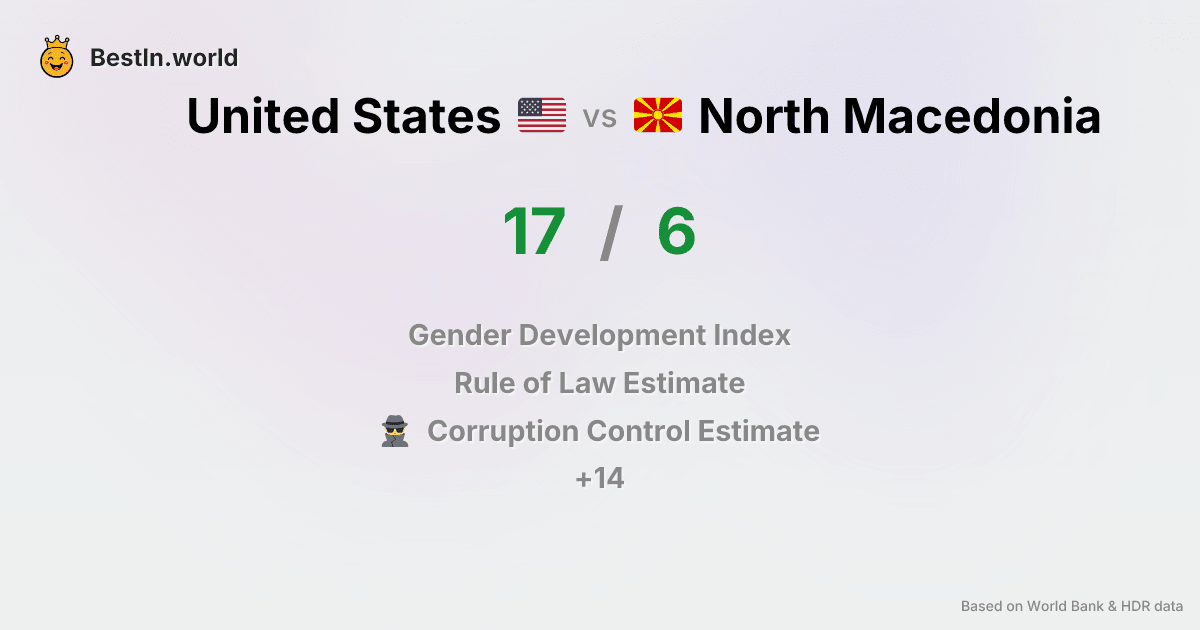 BestIn.world
United States vs North Macedonia
17 / 6
Gender Development Index
Rule of Law Estimate
Corruption Control Estimate
+14
Based on World Bank & HDR data